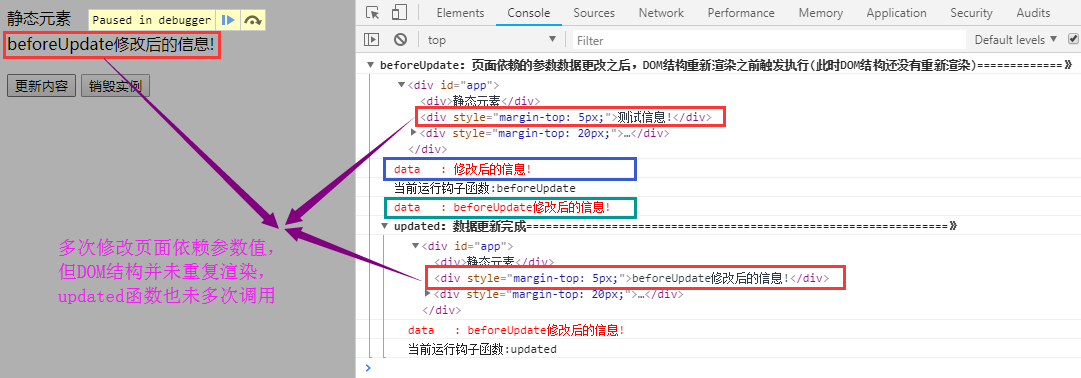 静态元素
Paused in debugger
beforeUpdate修改后的信息!
更新内容
销毁实例
多次修改页面依赖参数值，
但DOM结构并未重复渲染，
updated函数也未多次调用
Elements Console Sources Network Performance Memory Audits
top Filter Default levels ▼
▼ beforeUpdate: 页面依赖的参数数据更改之后, DOM结构重新渲染之前触发执行(此时DOM结构还没有重新渲染)=============》
▼<div id="app">
<div>静态元素</div>
<div style="margin-top: 5px;">测试信息!</div>
▶<div style="margin-top: 20px;">…</div>
</div>
data : 修改后的信息!
当前运行钩子函数:beforeUpdate
data : beforeUpdate修改后的信息!
▼ updated: 数据更新完成================================================================》
▼<div id="app">
<div>静态元素</div>
<div style="margin-top: 5px;">beforeUpdate修改后的信息!</div>
▶<div style="margin-top: 20px;">…</div>
</div>
data : beforeUpdate修改后的信息!
当前运行钩子函数:updated